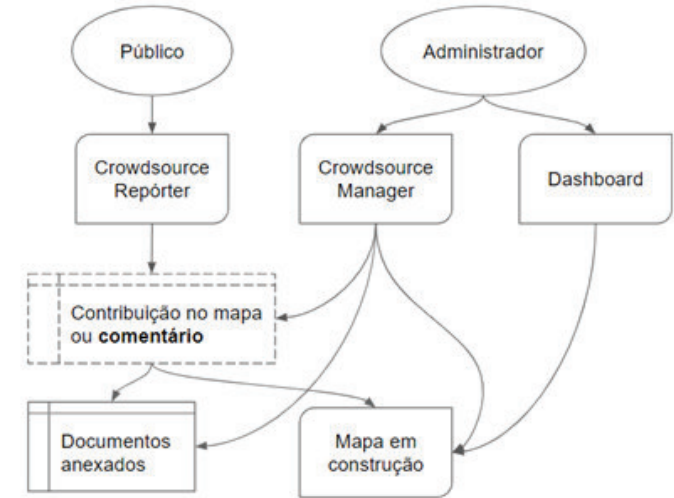 Público
Administrador
Crowdsource
Repórter
Crowdsource
Manager
Dashboard
Contribuição no mapa
ou comentário
Documentos
anexados
Mapa em
construção